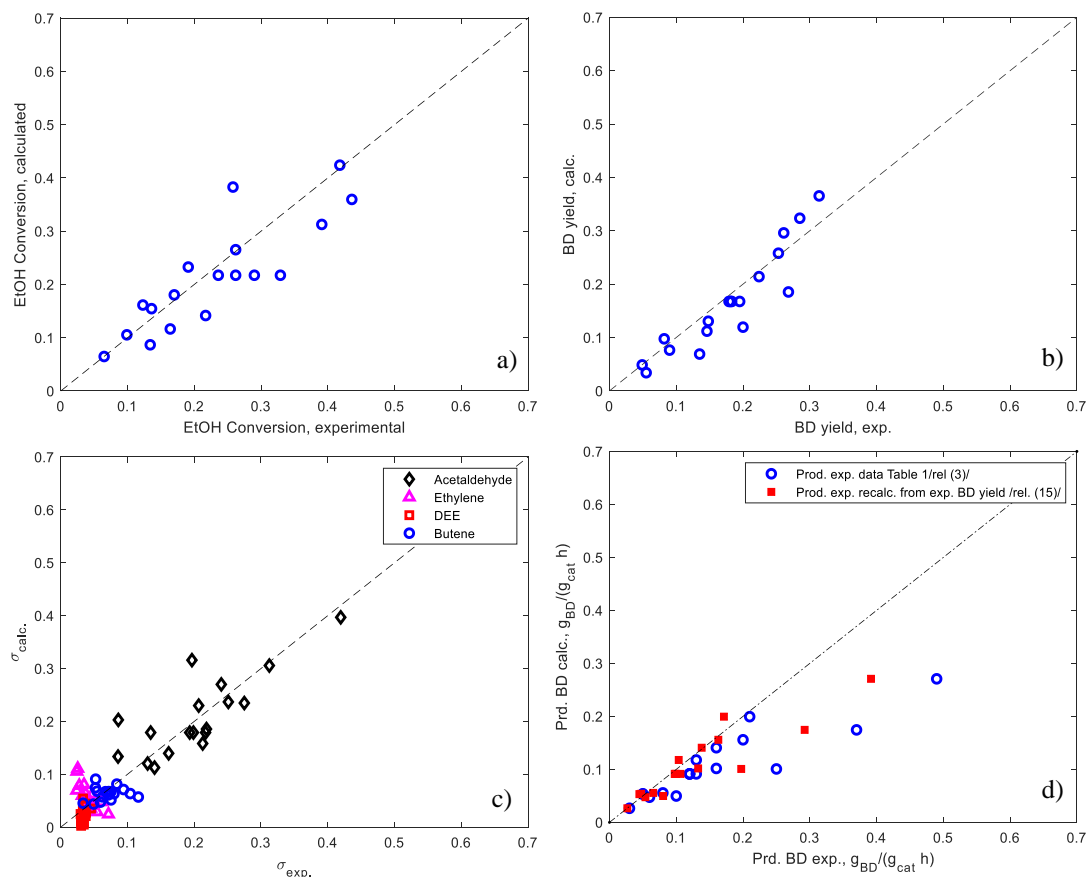 0.7
0.6
0.5
0.4
0.3
0.2
0.1
0
EtOH Conversion, calculated
0 0.1 0.2 0.3 0.4 0.5 0.6 0.7
EtOH Conversion, experimental
a)
0.7
0.6
0.5
0.4
0.3
0.2
0.1
0
BD yield, calc.
0 0.1 0.2 0.3 0.4 0.5 0.6 0.7
BD yield, exp.
b)
0.7
0.6
0.5
0.4
0.3
0.2
0.1
0
σcalc.
Acetaldehyde
Ethylene
DEE
Butene
0 0.1 0.2 0.3 0.4 0.5 0.6 0.7
σexp.
c)
0.7
0.6
0.5
0.4
0.3
0.2
0.1
0
Prd. BD calc., gBD/(gcat h)
Prod. exp. data Table 1/rel (3)/
Prod. exp. recalc. from exp. BD yield /rel. (15)/
0 0.1 0.2 0.3 0.4 0.5 0.6 0.7
Prd. BD exp., gBD/(gcat h)
d)